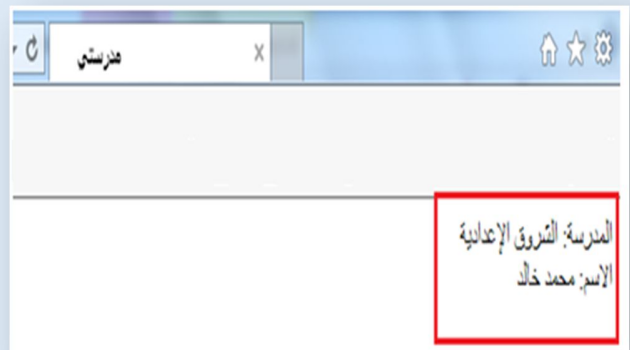 مدرستي
المدرسة: الشروق الإعدادية
الاسم: محمد خالد